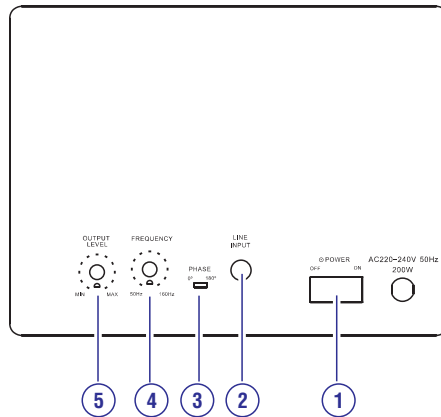 OUTPUT
LEVEL
MIN MAX
FREQUENCY
50Hz 160Hz
PHASE
0° 180°
LINE
INPUT
⏼POWER
OFF ON
AC220–240V 50Hz
200W
5 4 3 2 1